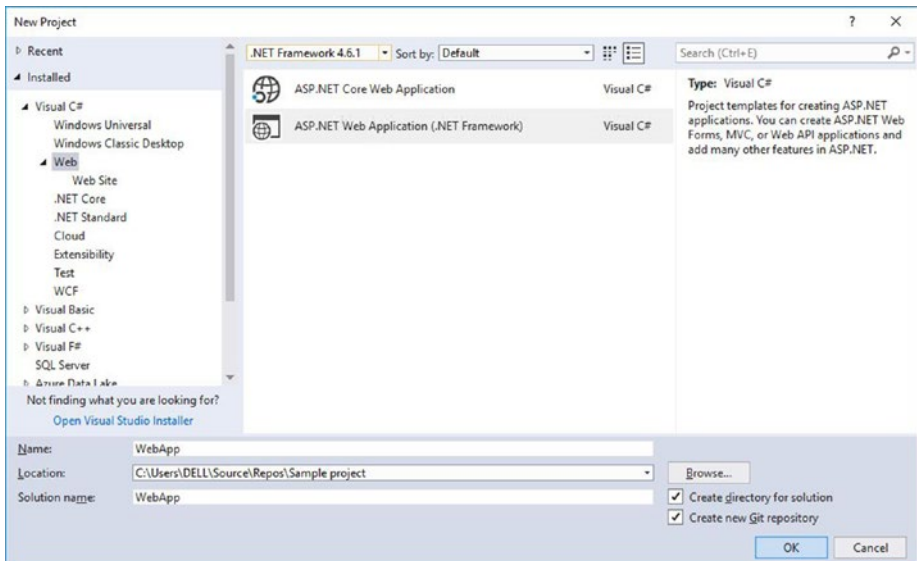 New Project
? ×
Recent
Installed
Visual C#
Windows Universal
Windows Classic Desktop
Web
Web Site
.NET Core
.NET Standard
Cloud
Extensibility
Test
WCF
Visual Basic
Visual C++
Visual F#
SQL Server
Azure Data Lake
Not finding what you are looking for?
Open Visual Studio Installer
.NET Framework 4.6.1 Sort by: Default
ASP.NET Core Web Application Visual C#
ASP.NET Web Application (.NET Framework) Visual C#
Search (Ctrl+E)
Type: Visual C#
Project templates for creating ASP.NET
applications. You can create ASP.NET Web
Forms, MVC, or Web API applications and
add many other features in ASP.NET.
Name: WebApp
Location: C:\Users\DELL\Source\Repos\Sample project Browse...
Solution name: WebApp
Create directory for solution
Create new Git repository
OK Cancel